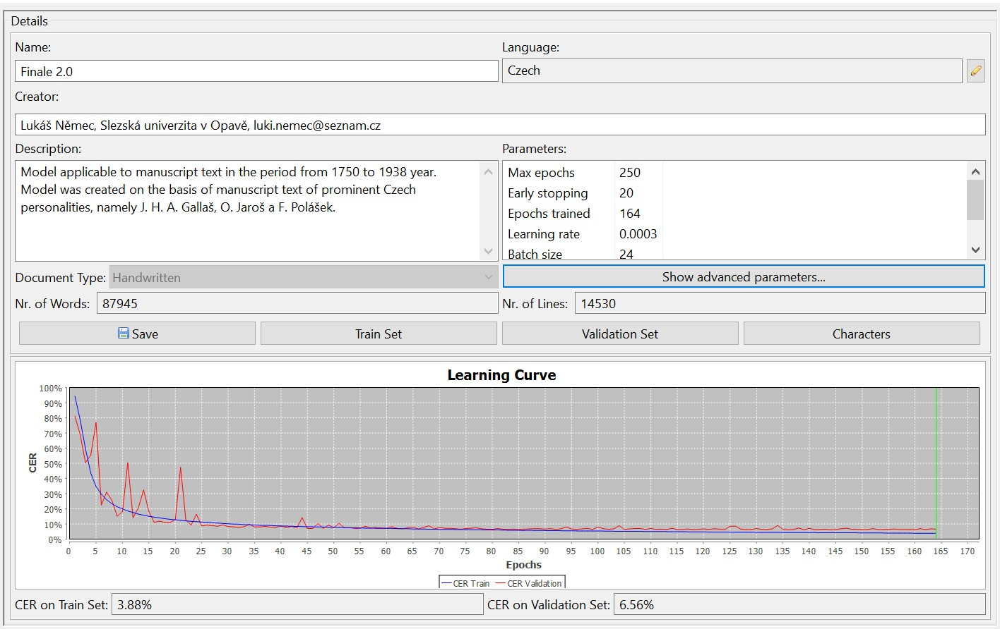 Details
Name:
Finale 2.0
Language:
Czech
Creator:
Lukáš Němec, Slezská univerzita v Opavě, luki.nemec@seznam.cz
Description:
Model applicable to manuscript text in the period from 1750 to 1938 year.
Model was created on the basis of manuscript text of prominent Czech
personalities, namely J. H. A. Gallaš, O. Jaroš a F. Polášek.
Parameters:
Max epochs 250
Early stopping 20
Epochs trained 164
Learning rate 0.0003
Batch size 24
Document Type: Handwritten
Show advanced parameters...
Nr. of Words: 87945
Nr. of Lines: 14530
Save
Train Set
Validation Set
Characters
Learning Curve
100%
90%
80%
70%
60%
50%
40%
30%
20%
10%
0%
CER
0 5 10 15 20 25 30 35 40 45 50 55 60 65 70 75 80 85 90 95 100 105 110 115 120 125 130 135 140 145 150 155 160 165 170
Epochs
CER Train CER Validation
CER on Train Set: 3.88%
CER on Validation Set: 6.56%